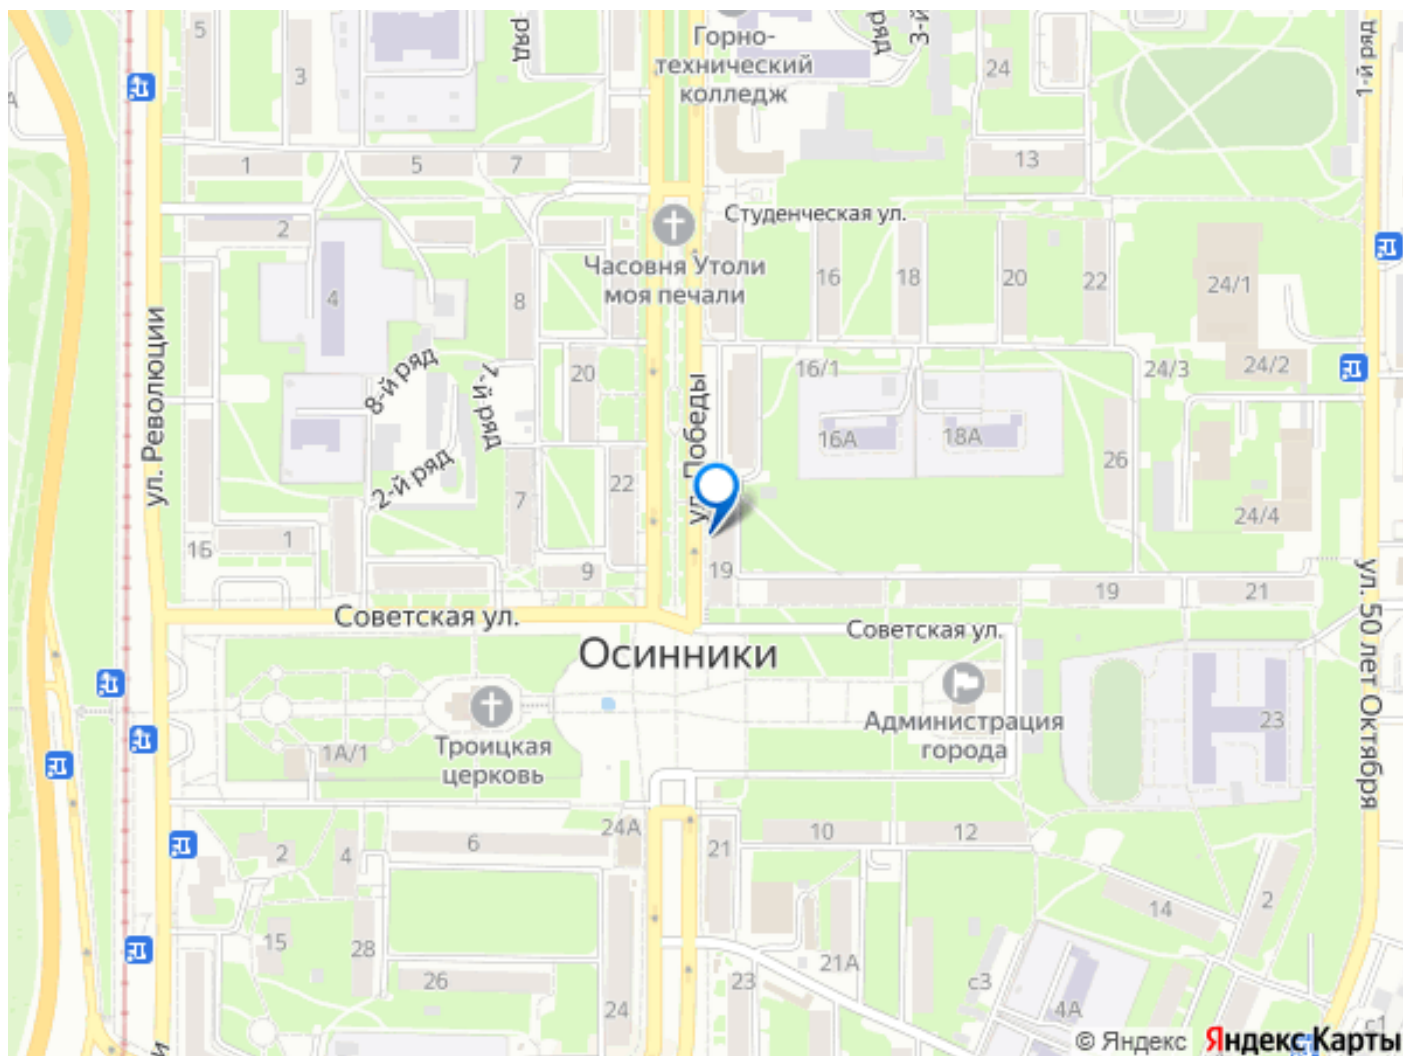 5
3
ряд
Горно-
технический
колледж
ряд
3-й
24
1-й ряд
1
5
7
13
2
Студенческая ул.
Часовня Утоли
моя печали
4
8
16
18
20
22
24/1
ул. Революции
8-й ряд
7-й ряд
20
ул. Победы
16/1
24/3
24/2
16А
18А
26
2-й ряд
7
22
24/4
1Б
1
9
19
19
21
Советская ул.
Советская ул.
Осинники
ул. 50 лет Октября
Троицкая
церковь
1А/1
Администрация
города
23
2
4
6
24А
21
10
12
14
2
15
28
26
24
23
21А
с3
4А
с1
и
© Яндекс Яндекс Карты